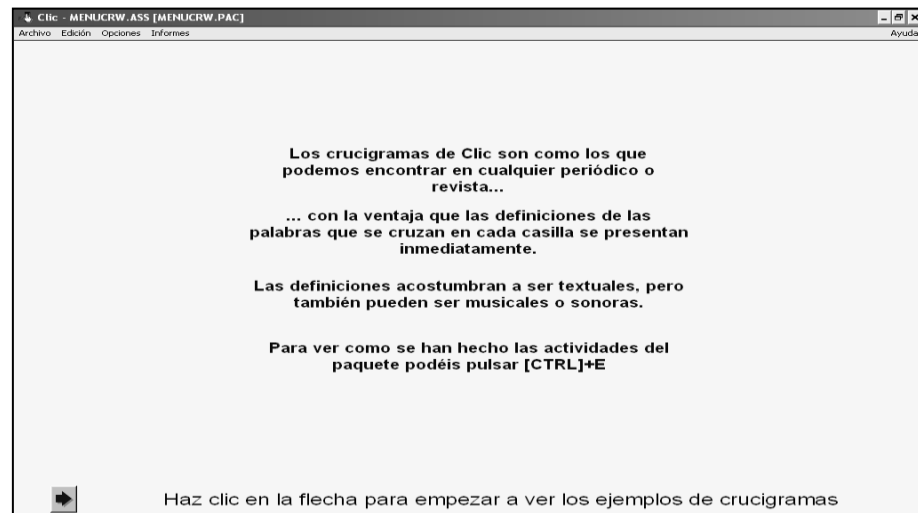 Clic - MENUCRW.ASS [MENUCRW.PAC]
Archivo Edición Opciones Informes Ayuda
Los crucigramas de Clic son como los que
podemos encontrar en cualquier periódico o
revista...
... con la ventaja que las definiciones de las
palabras que se cruzan en cada casilla se presentan
inmediatamente.
Las definiciones acostumbran a ser textuales, pero
también pueden ser musicales o sonoras.
Para ver como se han hecho las actividades del
paquete podéis pulsar [CTRL]+E
Haz clic en la flecha para empezar a ver los ejemplos de crucigramas